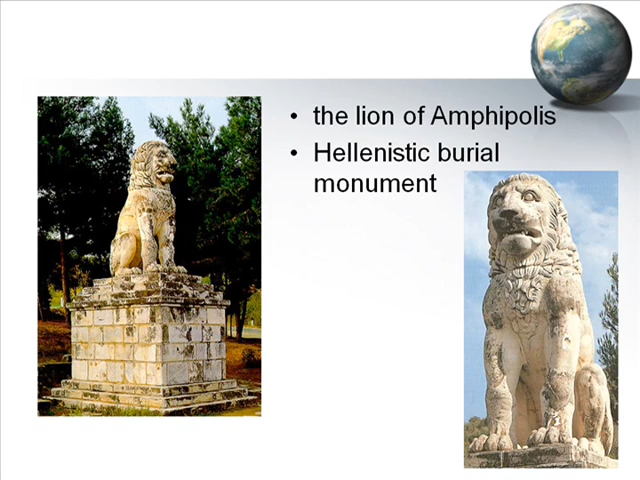 • the lion of Amphipolis
• Hellenistic burial
monument